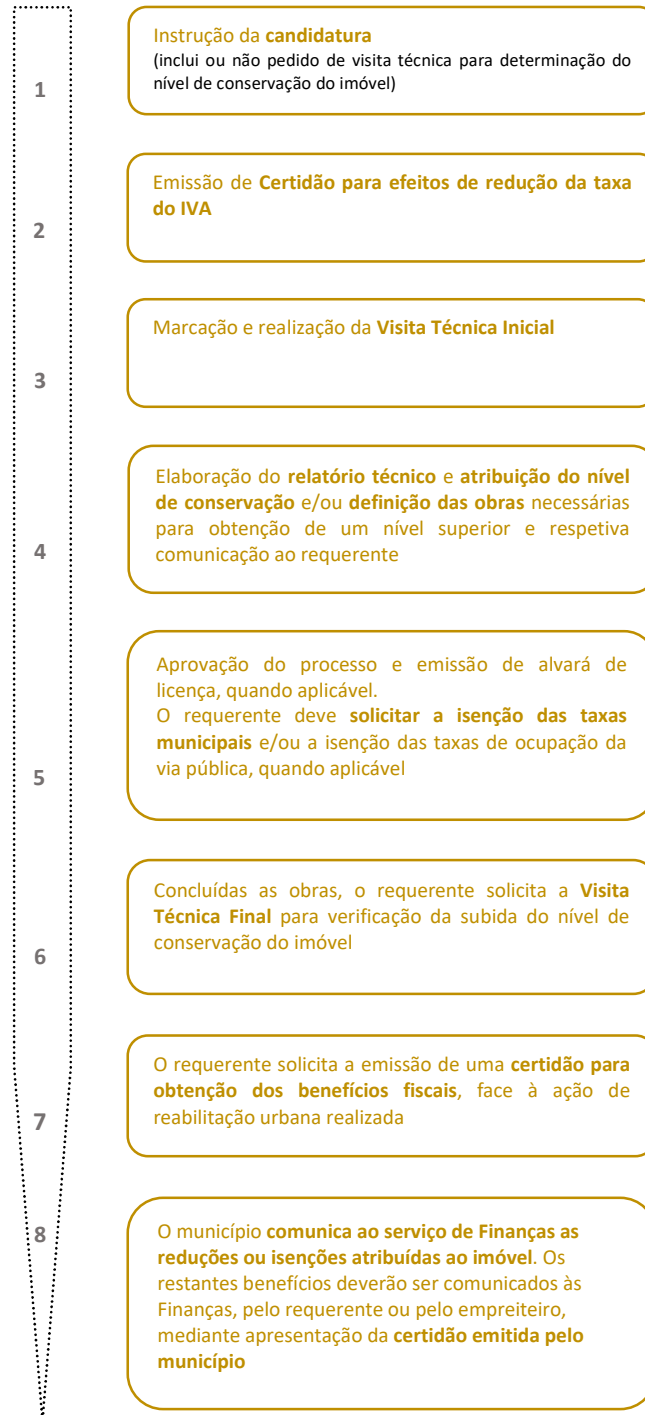 Instrução da candidatura
(inclui ou não pedido de visita técnica para determinação do
nível de conservação do imóvel)
1
Emissão de Certidão para efeitos de redução da taxa
do IVA
2
Marcação e realização da Visita Técnica Inicial
3
Elaboração do relatório técnico e atribuição do nível
de conservação e/ou definição das obras necessárias
para obtenção de um nível superior e respetiva
comunicação ao requerente
4
Aprovação do processo e emissão de alvará de
licença, quando aplicável.
O requerente deve solicitar a isenção das taxas
municipais e/ou a isenção das taxas de ocupação da
via pública, quando aplicável
5
Concluídas as obras, o requerente solicita a Visita
Técnica Final para verificação da subida do nível de
conservação do imóvel
6
O requerente solicita a emissão de uma certidão para
obtenção dos benefícios fiscais, face à ação de
reabilitação urbana realizada
7
8
O município comunica ao serviço de Finanças as
reduções ou isenções atribuídas ao imóvel. Os
restantes benefícios deverão ser comunicados às
Finanças, pelo requerente ou pelo empreiteiro,
mediante apresentação da certidão emitida pelo
município